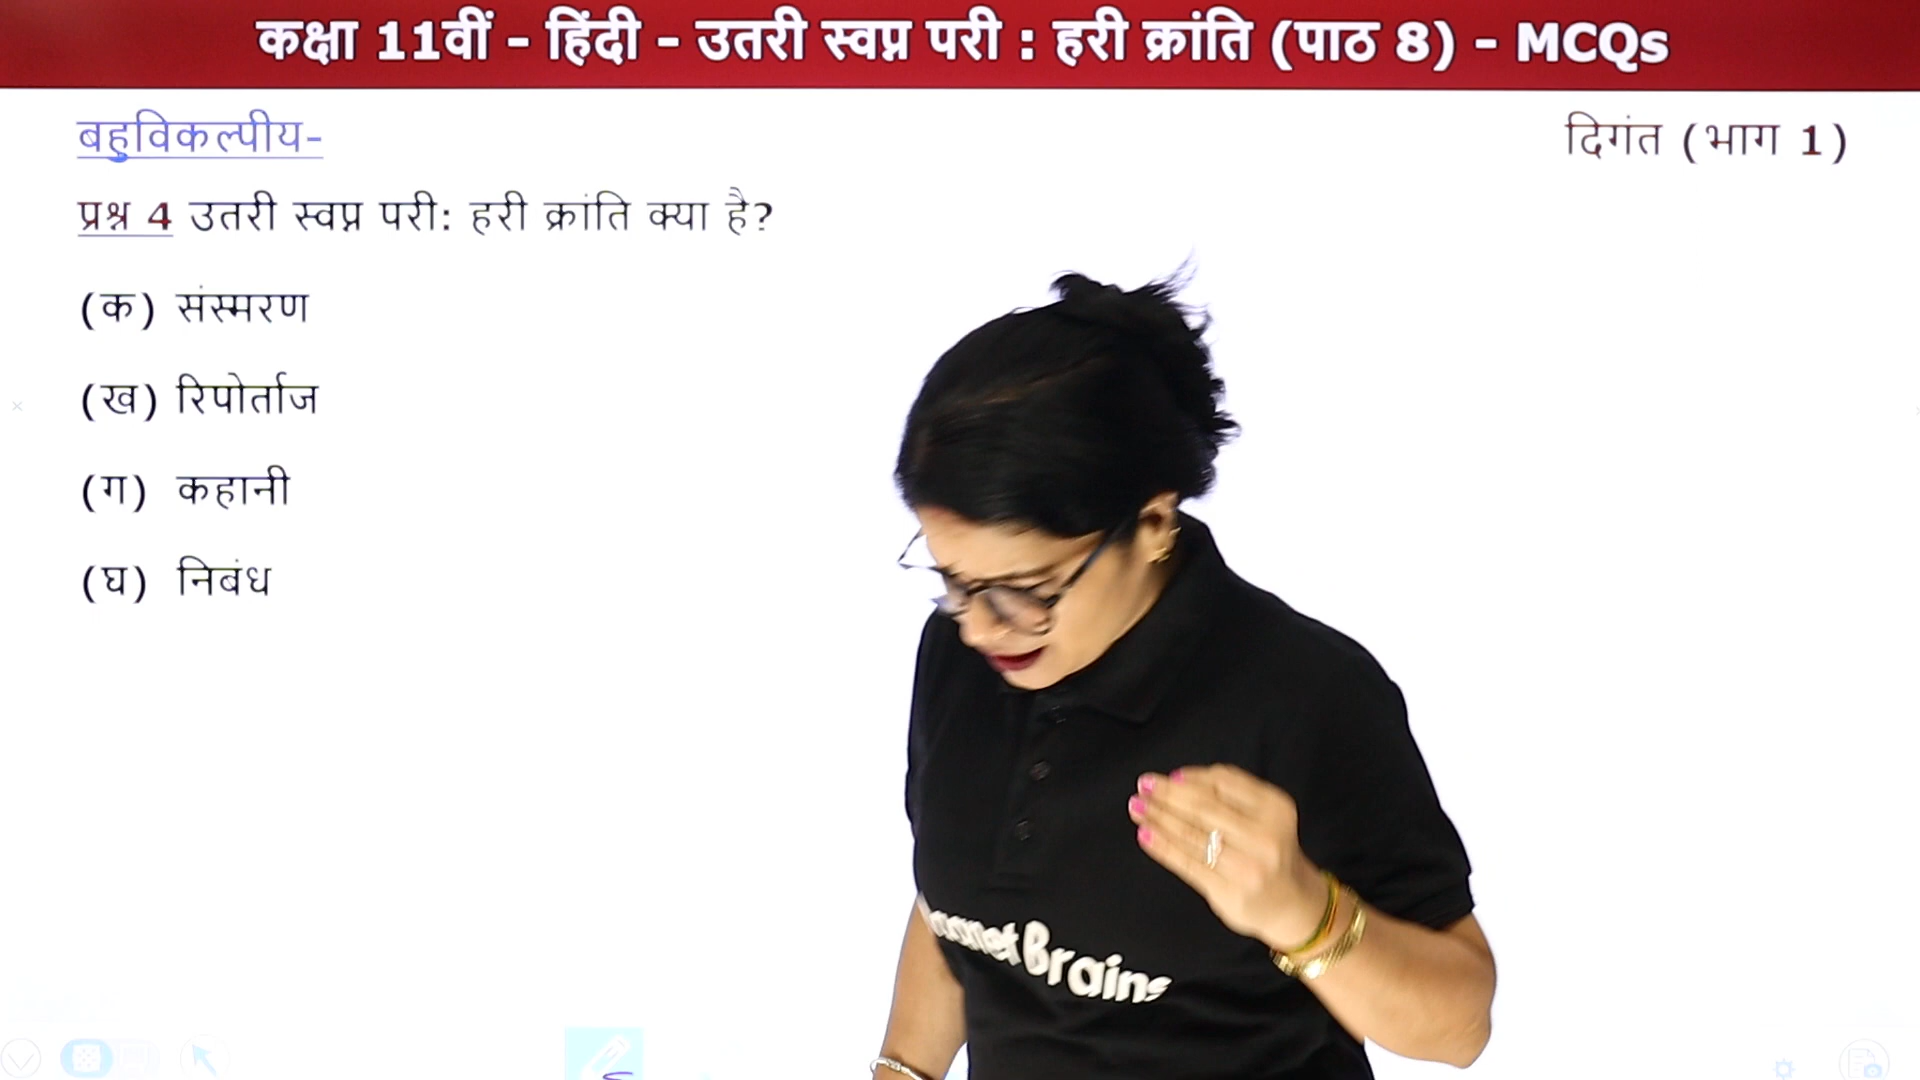 कक्षा 11वीं - हिंदी - उतरी स्वप्न परी : हरी क्रांति (पाठ 8) - MCQs
बहुविकल्पीय-
दिगंत (भाग 1)
प्रश्न 4 उतरी स्वप्न परी: हरी क्रांति क्या है?
(क) संस्मरण
(ख) रिपोर्ताज
(ग) कहानी
(घ) निबंध
Brains